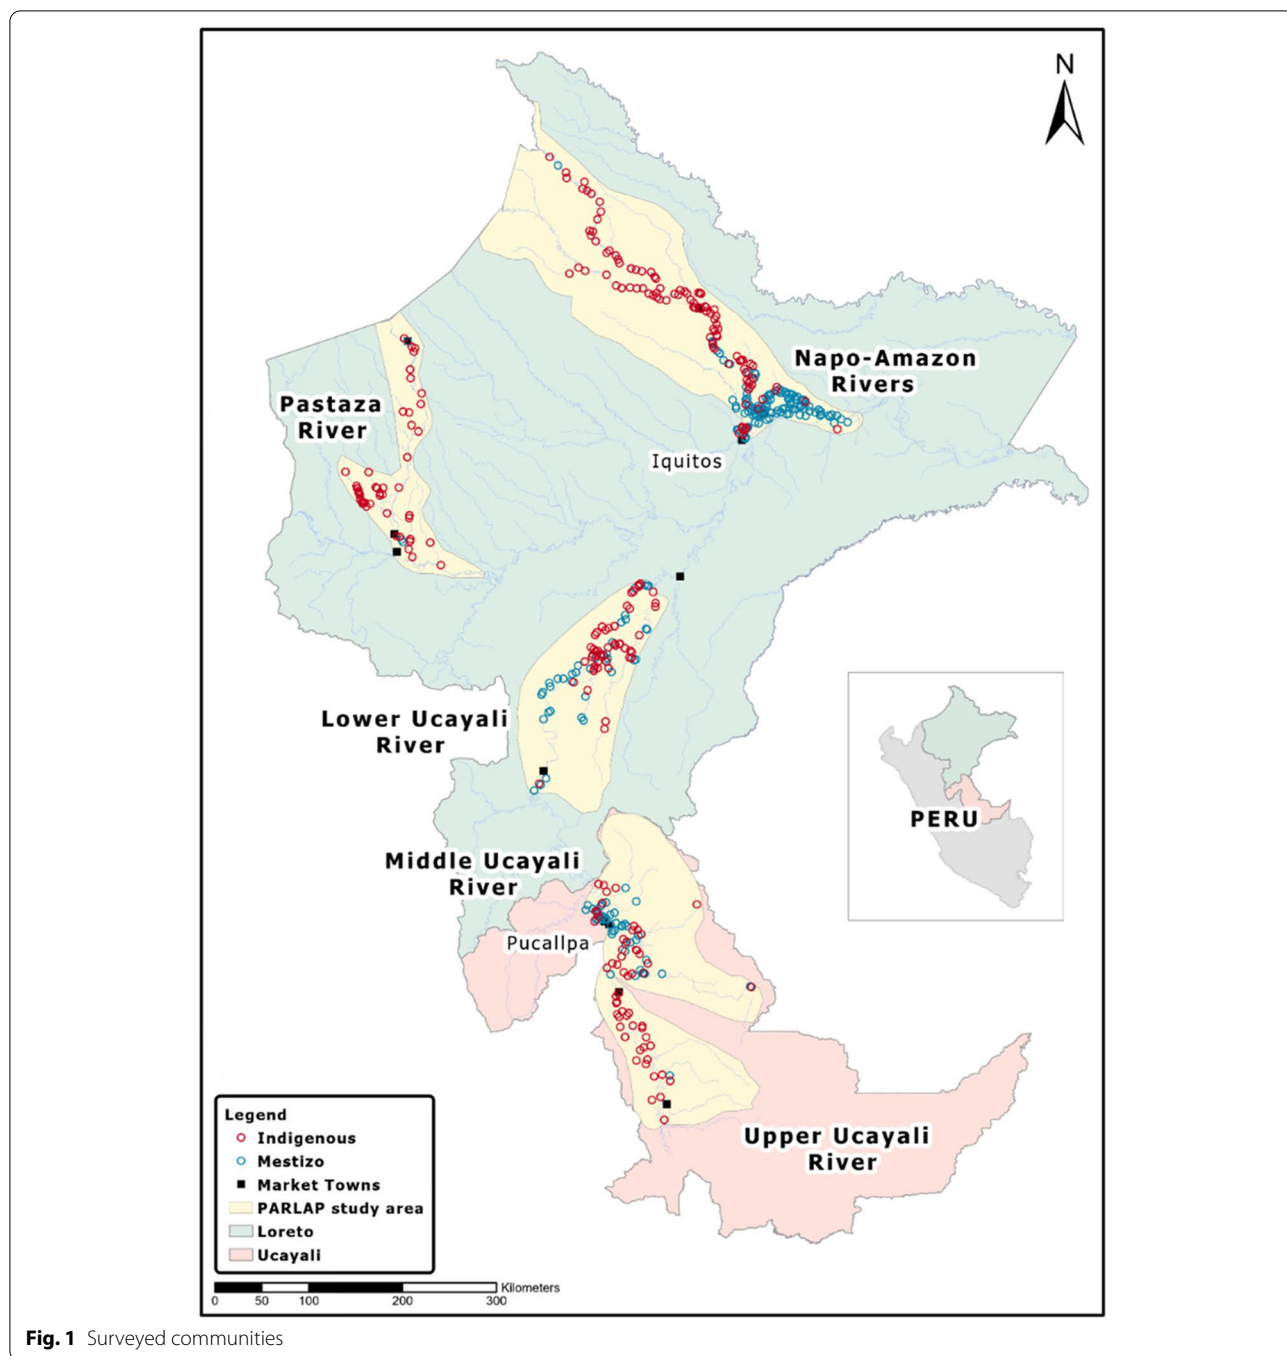 N
Napo-Amazon
Rivers
Pastaza
River
Iquitos
Lower Ucayali
River
PERU
Middle Ucayali
River
Pucallpa
Upper Ucayali
River
Legend
Indigenous
Mestizo
Market Towns
PARLAP study area
Loreto
Ucayali
Kilometers
0 50 100 200 300
Fig. 1 Surveyed communities